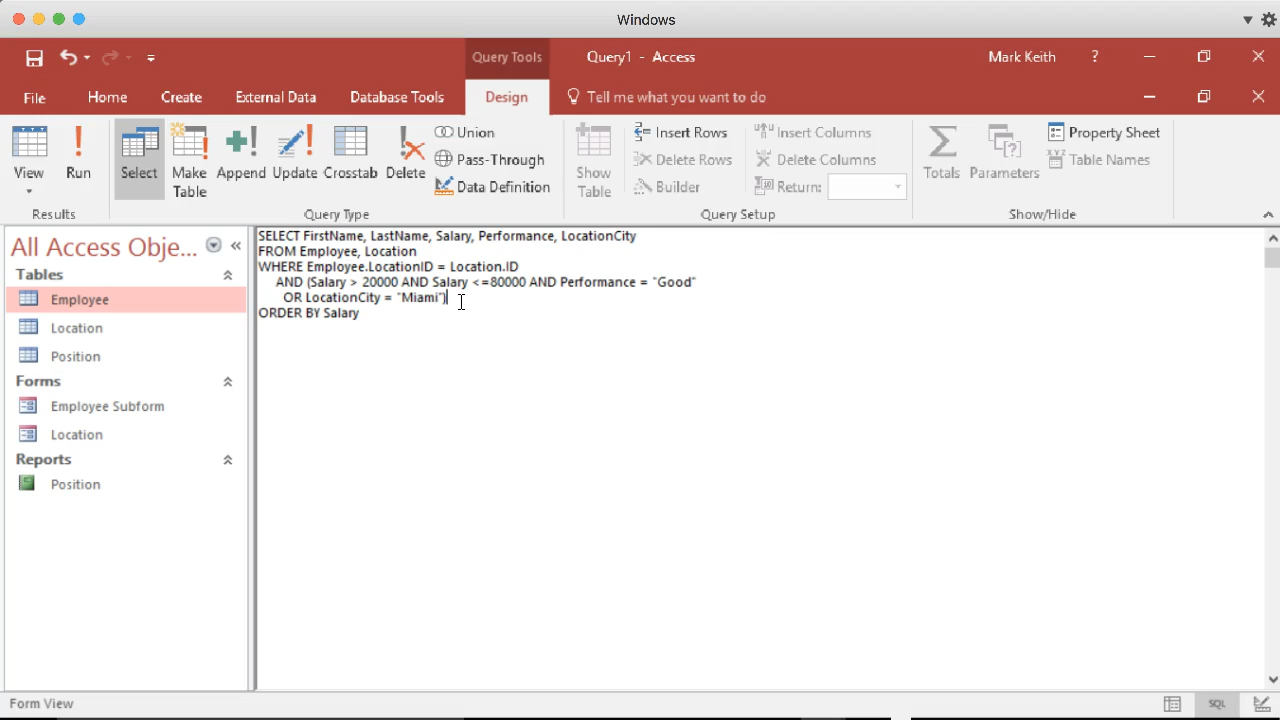 Windows
Query Tools
Query1 - Access
Mark Keith
?
File
Home
Create
External Data
Database Tools
Design
Tell me what you want to do
View
Run
Select
Make Table
Append
Update
Crosstab
Delete
Union
Pass-Through
Data Definition
Show Table
Insert Rows
Delete Rows
Builder
Insert Columns
Delete Columns
Return:
Totals
Parameters
Property Sheet
Table Names
Results
Query Type
Query Setup
Show/Hide
All Access Obje...
Tables
Employee
Location
Position
Forms
Employee Subform
Location
Reports
Position
SELECT FirstName, LastName, Salary, Performance, LocationCity
FROM Employee, Location
WHERE Employee.LocationID = Location.ID
AND (Salary > 20000 AND Salary <=80000 AND Performance = "Good"
OR LocationCity = "Miami")
ORDER BY Salary
Form View
SQL